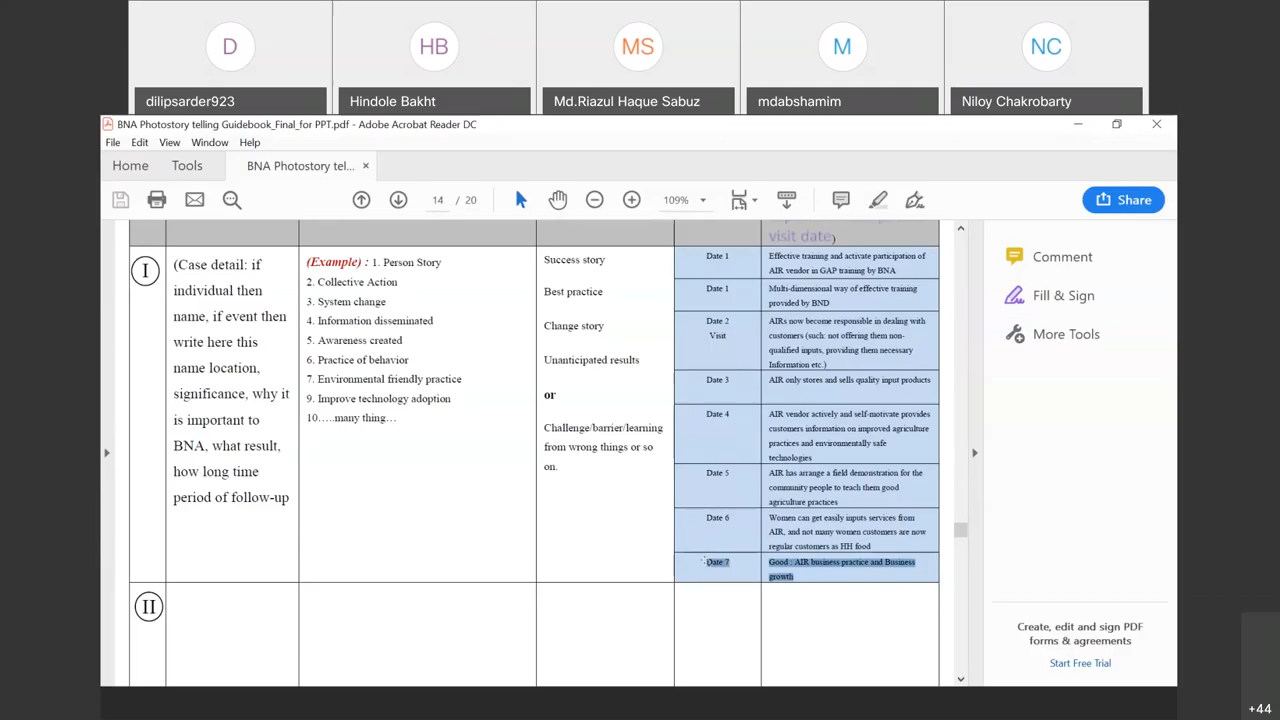 D
HB
MS
M
NC
dilipsarder923
Hindole Bakht
Md.Riazul Haque Sabuz
mdabshamim
Niloy Chakrobarty
BNA Photostory telling Guidebook_Final_for PPT.pdf - Adobe Acrobat Reader DC
File Edit View Window Help
Home Tools BNA Photostory tel... ×
14 / 20 109% Share
visit date)
I
(Case detail: if
individual then
name, if event then
write here this
name location,
significance, why it
is important to
BNA, what result,
how long time
period of follow-up
(Example) : 1. Person Story
2. Collective Action
3. System change
4. Information disseminated
5. Awareness created
6. Practice of behavior
7. Environmental friendly practice
9. Improve technology adoption
10…..many thing…
Success story
Best practice
Change story
Unanticipated results
or
Challenge/barrier/learning
from wrong things or so
on.
Date 1
Effective training and activate participation of
AIR vendor in GAP training by BNA
Date 1
Multi-dimensional way of effective training
provided by BND
Date 2
Visit
AIRs now become responsible in dealing with
customers (such: not offering them non-
qualified inputs, providing them necessary
Information etc.)
Date 3
AIR only stores and sells quality input products
Date 4
AIR vendor actively and self-motivate provides
customers information on improved agriculture
practices and environmentally safe
technologies
Date 5
AIR has arrange a field demonstration for the
community people to teach them good
agriculture practices
Date 6
Women can get easily inputs services from
AIR, and not many women customers are now
regular customers as HH food
Date 7
Good : AIR business practice and Business
growth
II
Comment
Fill & Sign
More Tools
Create, edit and sign PDF
forms & agreements
Start Free Trial
+44